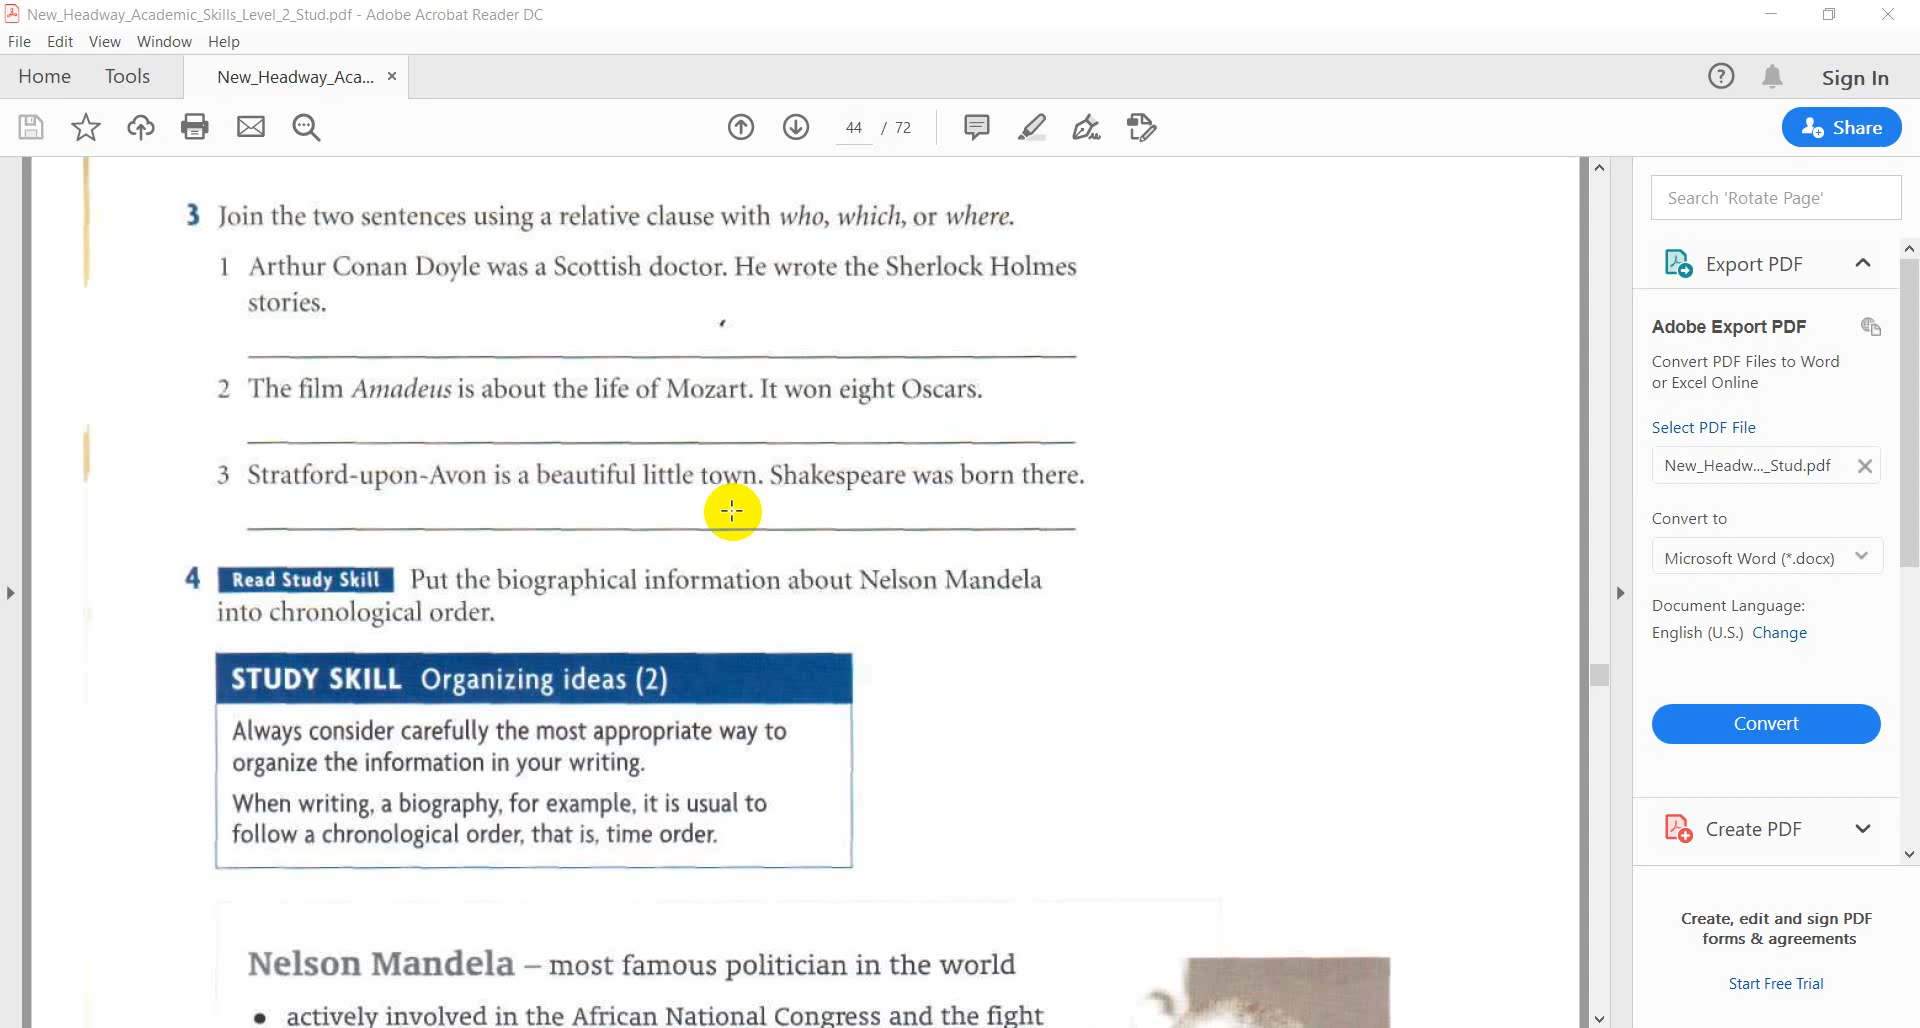 New_Headway_Academic_Skills_Level_2_Stud.pdf - Adobe Acrobat Reader DC
File Edit View Window Help
Home Tools New_Headway_Aca... × Sign In
44 / 72 Share
3 Join the two sentences using a relative clause with who, which, or where.
1 Arthur Conan Doyle was a Scottish doctor. He wrote the Sherlock Holmes
stories.
2 The film Amadeus is about the life of Mozart. It won eight Oscars.
3 Stratford-upon-Avon is a beautiful little town. Shakespeare was born there.
4 Read Study Skill Put the biographical information about Nelson Mandela
into chronological order.
STUDY SKILL Organizing ideas (2)
Always consider carefully the most appropriate way to
organize the information in your writing.
When writing, a biography, for example, it is usual to
follow a chronological order, that is, time order.
Nelson Mandela – most famous politician in the world
• actively involved in the African National Congress and the fight
Search 'Rotate Page'
Export PDF
Adobe Export PDF
Convert PDF Files to Word
or Excel Online
Select PDF File
New_Headw..._Stud.pdf
Convert to
Microsoft Word (*.docx)
Document Language:
English (U.S.) Change
Convert
Create PDF
Create, edit and sign PDF
forms & agreements
Start Free Trial